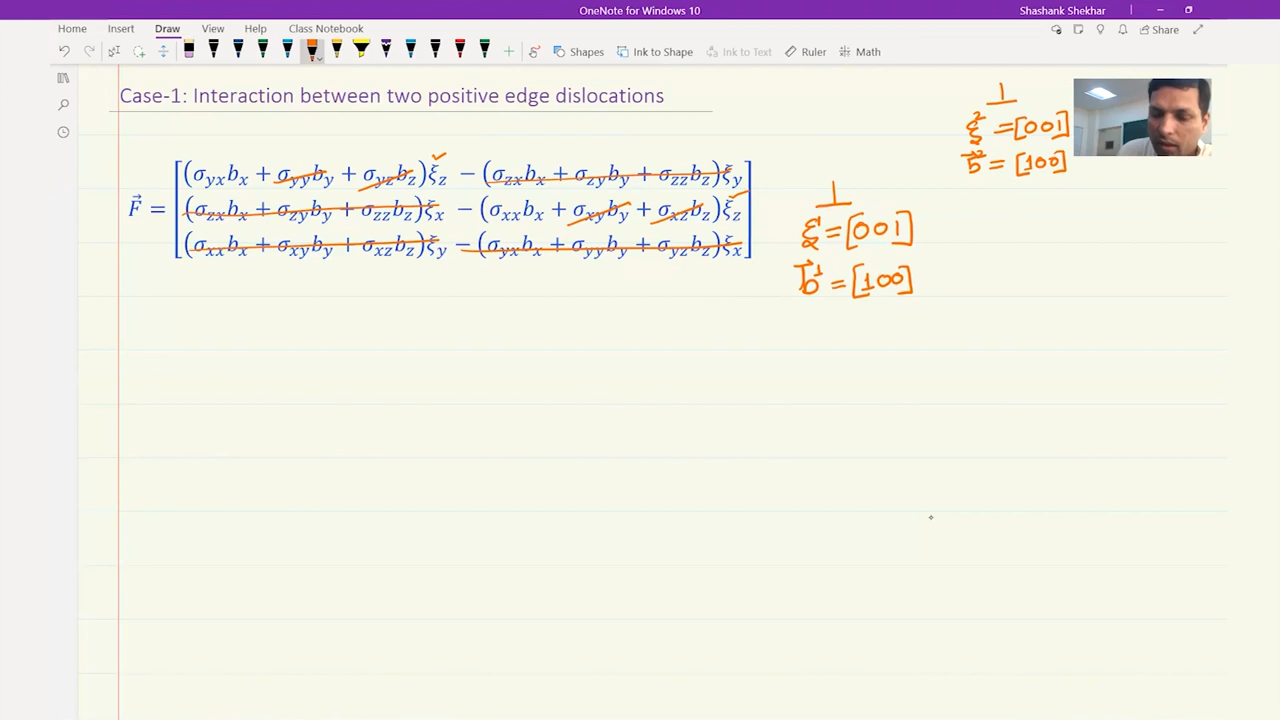 OneNote for Windows 10
Shashank Shekhar
Home Insert Draw View Help Class Notebook
Share
Shapes Ink to Shape Ink to Text Ruler Math
Case-1: Interaction between two positive edge dislocations
⊥
ξ² = [001]
b⃗² = [100]
F⃗ = [(σ_yx b_x + σ_yy b_y + σ_yz b_z)ξ_z − (σ_zx b_x + σ_zy b_y + σ_zz b_z)ξ_y
(σ_zx b_x + σ_zy b_y + σ_zz b_z)ξ_x − (σ_xx b_x + σ_xy b_y + σ_xz b_z)ξ_z
(σ_xx b_x + σ_xy b_y + σ_xz b_z)ξ_y − (σ_yx b_x + σ_yy b_y + σ_yz b_z)ξ_x]
⊥
ξ¹ = [001]
b⃗¹ = [100]